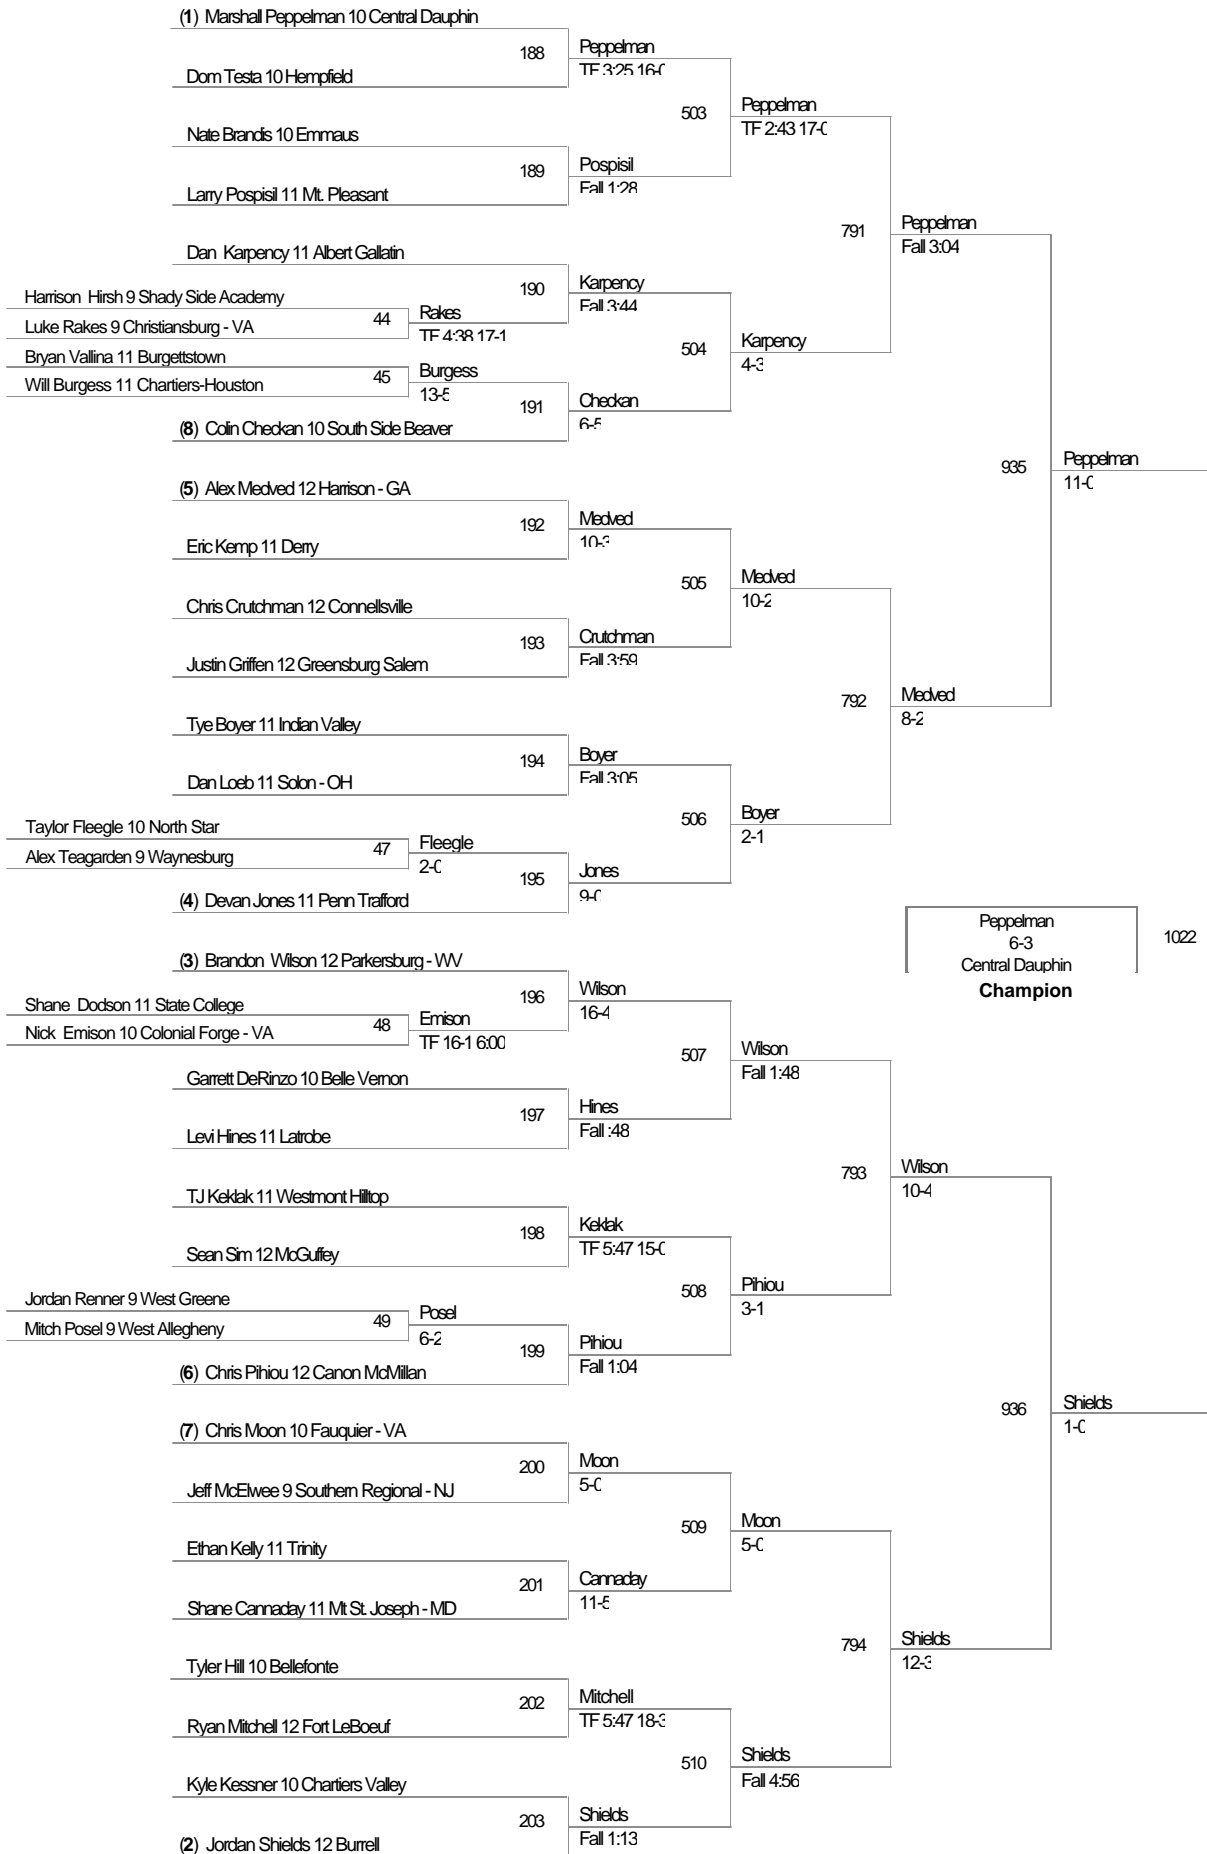 (1) Marshall Peppelman 10 Central Dauphin
188
Peppelman
TF 3:25 16-0
Dom Testa 10 Hempfield
503
Peppelman
TF 2:43 17-0
Nate Brandis 10 Emmaus
189
Pospisil
Fall 1:28
Larry Pospisil 11 Mt. Pleasant
791
Peppelman
Fall 3:04
Dan Karpency 11 Albert Gallatin
190
Karpency
Fall 3:44
Harrison Hirsh 9 Shady Side Academy
44
Rakes
TF 4:38 17-1
Luke Rakes 9 Christiansburg - VA
504
Karpency
4-3
Bryan Vallina 11 Burgettstown
45
Burgess
13-5
Will Burgess 11 Chartiers-Houston
191
Checkan
6-5
(8) Colin Checkan 10 South Side Beaver
935
Peppelman
11-0
(5) Alex Medved 12 Harrison - GA
192
Medved
10-3
Eric Kemp 11 Derry
505
Medved
10-2
Chris Crutchman 12 Connellsville
193
Crutchman
Fall 3:59
Justin Griffen 12 Greensburg Salem
792
Medved
8-2
Tye Boyer 11 Indian Valley
194
Boyer
Fall 3:05
Dan Loeb 11 Solon - OH
506
Boyer
2-1
Taylor Fleegle 10 North Star
47
Fleegle
2-0
Alex Teagarden 9 Waynesburg
195
Jones
9-0
(4) Devan Jones 11 Penn Trafford
Peppelman
6-3
Central Dauphin
1022
Champion
(3) Brandon Wilson 12 Parkersburg - WV
196
Wilson
16-4
Shane Dodson 11 State College
48
Emison
TF 16-1 6:00
Nick Emison 10 Colonial Forge - VA
507
Wilson
Fall 1:48
Garrett DeRinzo 10 Belle Vernon
197
Hines
Fall :48
Levi Hines 11 Latrobe
793
Wilson
10-4
TJ Keklak 11 Westmont Hilltop
198
Keklak
TF 5:47 15-0
Sean Sim 12 McGuffey
508
Pihiou
3-1
Jordan Renner 9 West Greene
49
Posel
6-2
Mitch Posel 9 West Allegheny
199
Pihiou
Fall 1:04
(6) Chris Pihiou 12 Canon McMillan
936
Shields
1-0
(7) Chris Moon 10 Fauquier - VA
200
Moon
5-0
Jeff McElwee 9 Southern Regional - NJ
509
Moon
5-0
Ethan Kelly 11 Trinity
201
Cannaday
11-5
Shane Cannaday 11 Mt St. Joseph - MD
794
Shields
12-3
Tyler Hill 10 Bellefonte
202
Mitchell
TF 5:47 18-3
Ryan Mitchell 12 Fort LeBoeuf
510
Shields
Fall 4:56
Kyle Kessner 10 Chartiers Valley
203
Shields
Fall 1:13
(2) Jordan Shields 12 Burrell